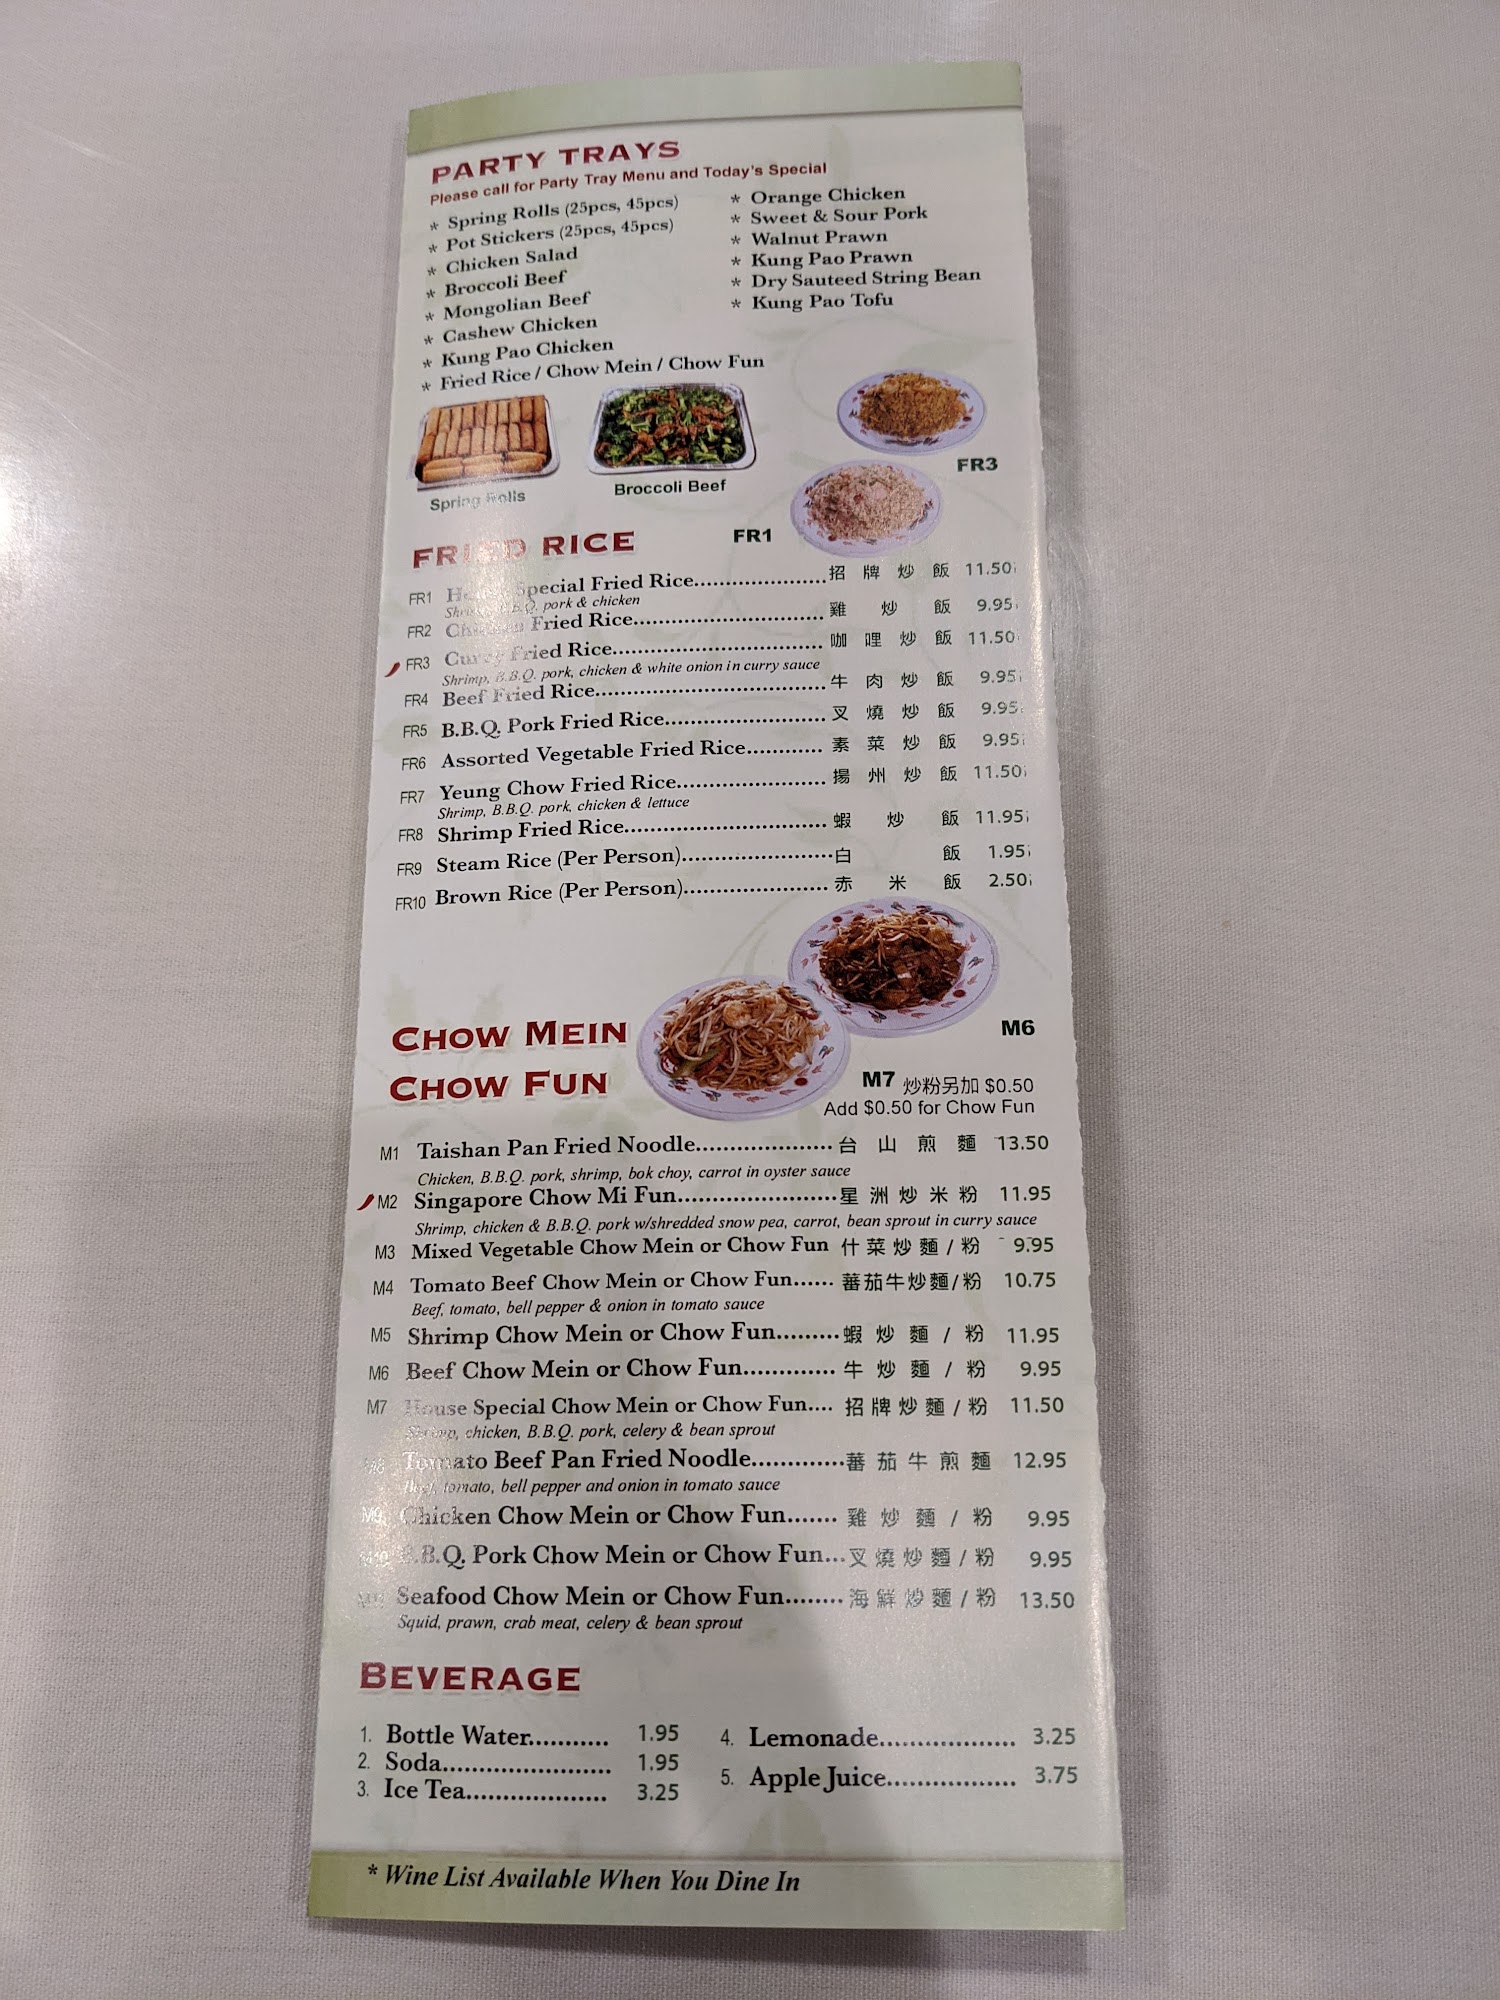 PARTY TRAYS
Please call for Party Tray Menu and Today's Special
* Spring Rolls (25pcs, 45pcs)
* Pot Stickers (25pcs, 45pcs)
* Chicken Salad
* Broccoli Beef
* Mongolian Beef
* Cashew Chicken
* Kung Pao Chicken
* Fried Rice / Chow Mein / Chow Fun
* Orange Chicken
* Sweet & Sour Pork
* Walnut Prawn
* Kung Pao Prawn
* Dry Sauteed String Bean
* Kung Pao Tofu
Spring Rolls
Broccoli Beef
FR3
FR1
FRIED RICE
FR1 House Special Fried Rice......................招牌炒飯 11.50
Shrimp, B.B.Q. pork & chicken
FR2 Chicken Fried Rice...............................雞炒飯 9.95
FR3 Curry Fried Rice..................................咖哩炒飯 11.50
Shrimp, B.B.Q. pork, chicken & white onion in curry sauce
FR4 Beef Fried Rice.....................................牛肉炒飯 9.95
FR5 B.B.Q. Pork Fried Rice..........................叉燒炒飯 9.95
FR6 Assorted Vegetable Fried Rice............素菜炒飯 9.95
FR7 Yeung Chow Fried Rice........................揚州炒飯 11.50
Shrimp, B.B.Q. pork, chicken & lettuce
FR8 Shrimp Fried Rice................................蝦炒飯 11.95
FR9 Steam Rice (Per Person)........................白飯 1.95
FR10 Brown Rice (Per Person)......................赤米飯 2.50
CHOW MEIN
CHOW FUN
M6
M7 炒粉另加 $0.50
Add $0.50 for Chow Fun
M1 Taishan Pan Fried Noodle.....................台山煎麵 13.50
Chicken, B.B.Q. pork, shrimp, bok choy, carrot in oyster sauce
M2 Singapore Chow Mi Fun........................星洲炒米粉 11.95
Shrimp, chicken & B.B.Q. pork w/shredded snow pea, carrot, bean sprout in curry sauce
M3 Mixed Vegetable Chow Mein or Chow Fun 什菜炒麵/粉 9.95
M4 Tomato Beef Chow Mein or Chow Fun...... 蕃茄牛炒麵/粉 10.75
Beef, tomato, bell pepper & onion in tomato sauce
M5 Shrimp Chow Mein or Chow Fun.........蝦炒麵/粉 11.95
M6 Beef Chow Mein or Chow Fun............. 牛炒麵/粉 9.95
M7 House Special Chow Mein or Chow Fun.... 招牌炒麵/粉 11.50
Shrimp, chicken, B.B.Q. pork, celery & bean sprout
M8 Tomato Beef Pan Fried Noodle.............蕃茄牛煎麵 12.95
Beef, tomato, bell pepper and onion in tomato sauce
M9 Chicken Chow Mein or Chow Fun....... 雞炒麵/粉 9.95
M10 B.B.Q. Pork Chow Mein or Chow Fun...叉燒炒麵/粉 9.95
M11 Seafood Chow Mein or Chow Fun........海鮮炒麵/粉 13.50
Squid, prawn, crab meat, celery & bean sprout
BEVERAGE
1. Bottle Water........... 1.95
2. Soda....................... 1.95
3. Ice Tea.................... 3.25
4. Lemonade.................. 3.25
5. Apple Juice................. 3.75
* Wine List Available When You Dine In